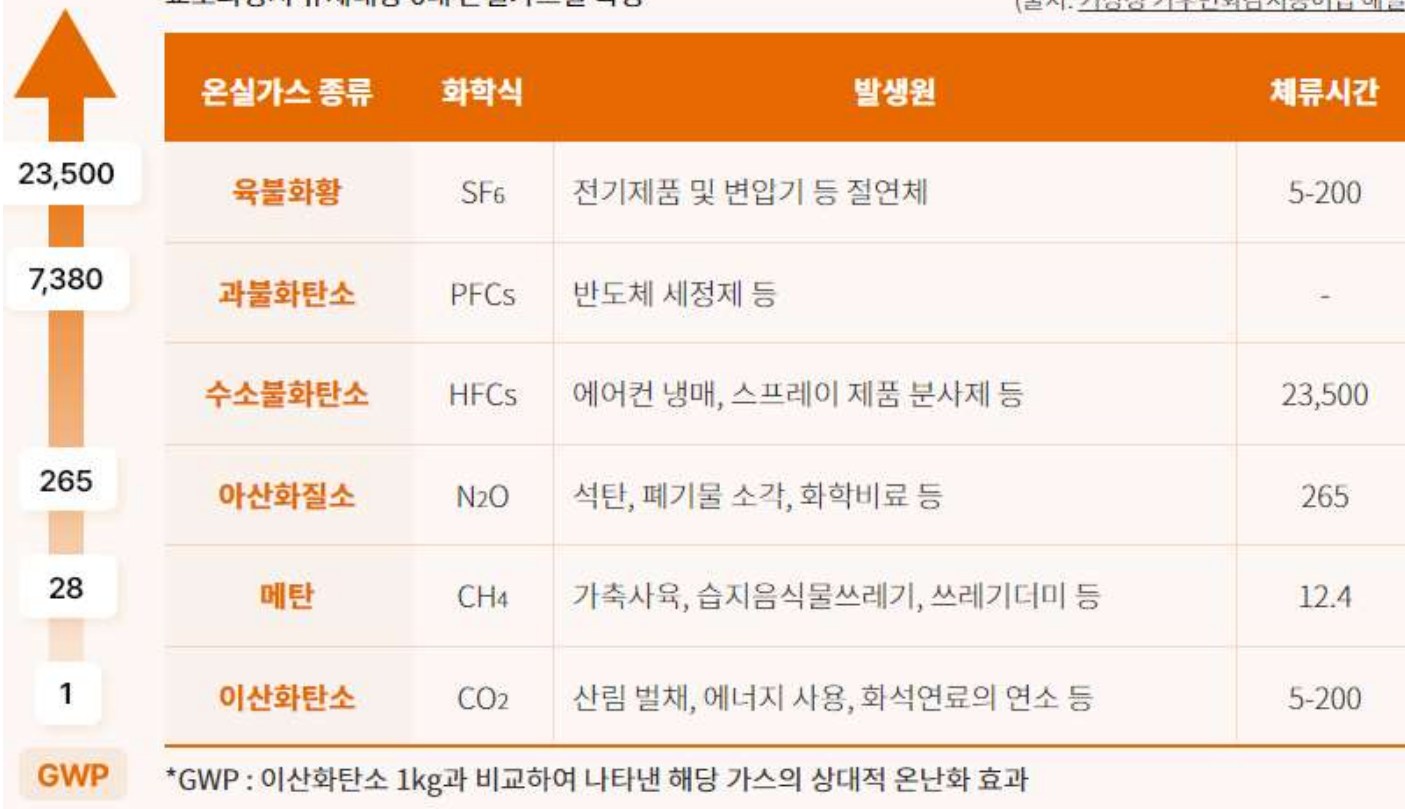 (출처:
온실가스 종류 화학식 발생원 체류시간
23,500 육불화황 SF6 전기제품 및 변압기 등 절연체 5-200
7,380 과불화탄소 PFCs 반도체 세정제 등 -
수소불화탄소 HFCs 에어컨 냉매, 스프레이 제품 분사제 등 23,500
265 아산화질소 N2O 석탄, 폐기물 소각, 화학비료 등 265
28 메탄 CH4 가축사육, 습지음식물쓰레기, 쓰레기더미 등 12.4
1 이산화탄소 CO2 산림 벌채, 에너지 사용, 화석연료의 연소 등 5-200
GWP *GWP : 이산화탄소 1kg과 비교하여 나타낸 해당 가스의 상대적 온난화 효과